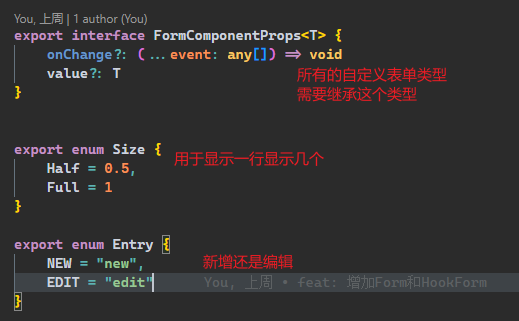 You, 上周 | 1 author (You)
export interface FormComponentProps<T> {
    onChange?: (...event: any[]) => void
    value?: T
所有的自定义表单类型
需要继承这个类型
}
export enum Size {
用于显示一行显示几个
    Half = 0.5,
    Full = 1
}
export enum Entry {
    NEW = "new",
新增还是编辑
    EDIT = "edit"    You, 上周 • feat: 增加Form和HookForm
}